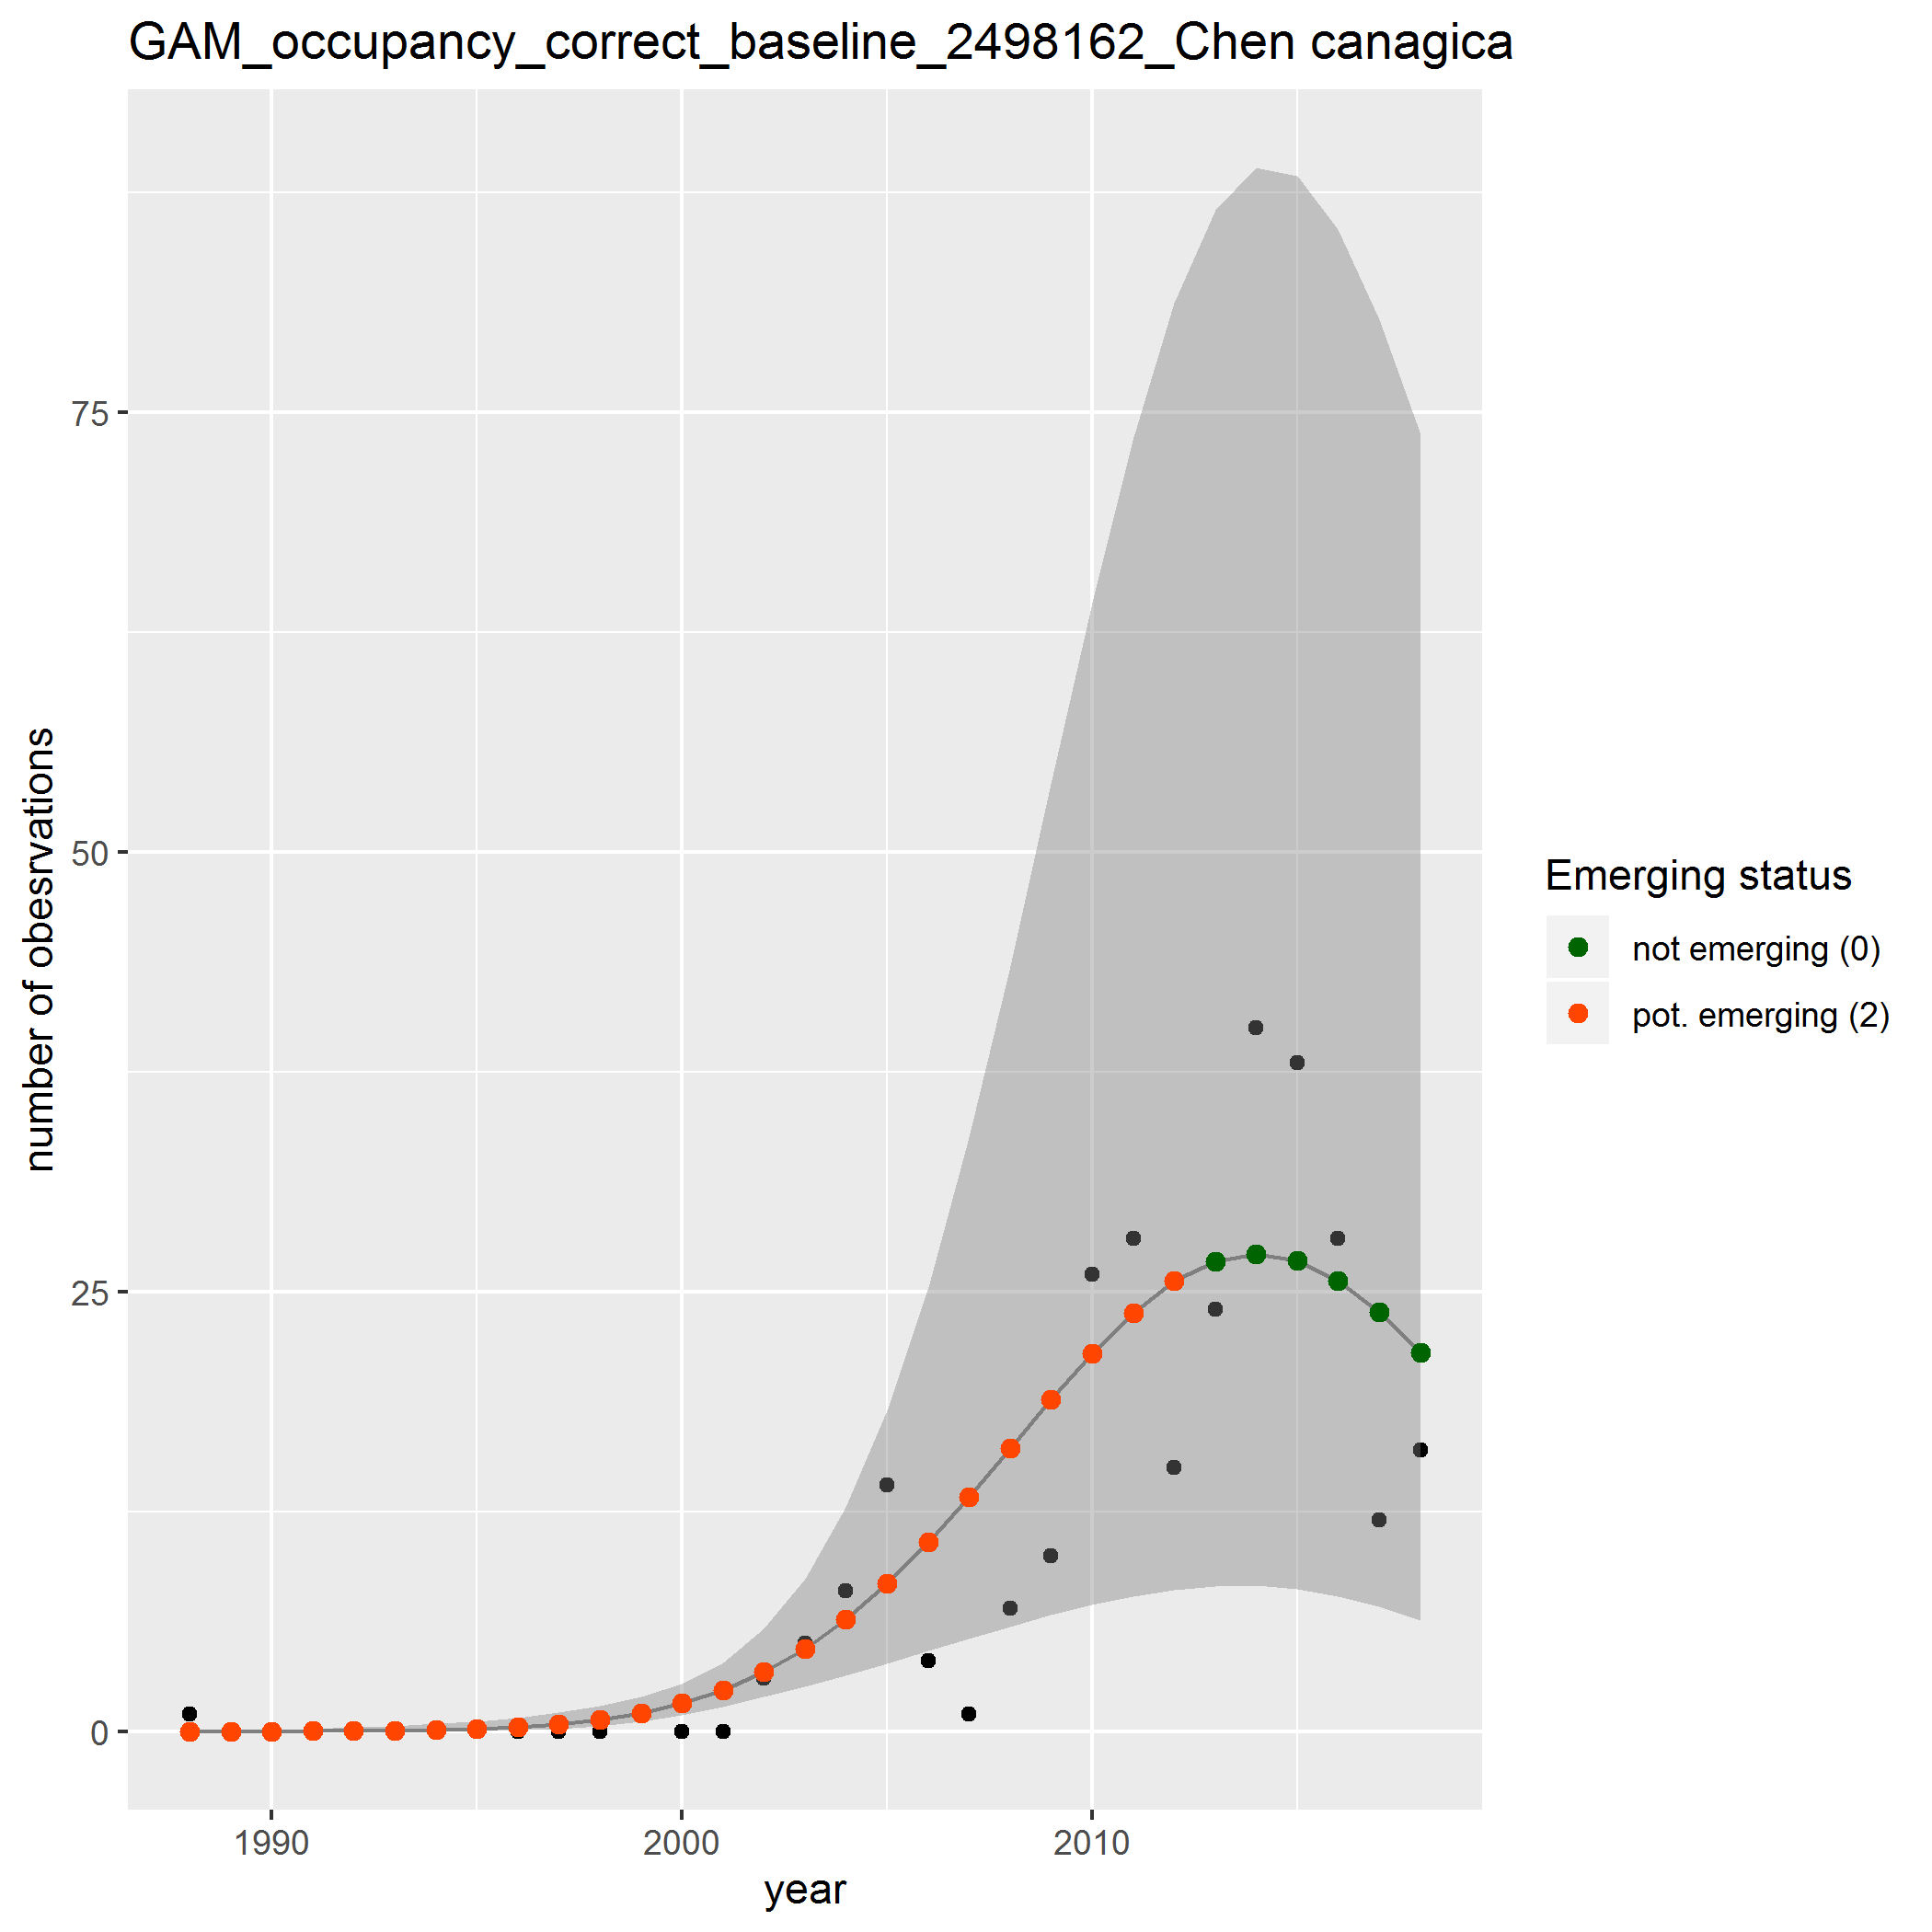 GAM_occupancy_correct_baseline_2498162_Chen canagica
75
50
25
0
number of obesrvations
1990 2000 2010
year
Emerging status
not emerging (0)
pot. emerging (2)